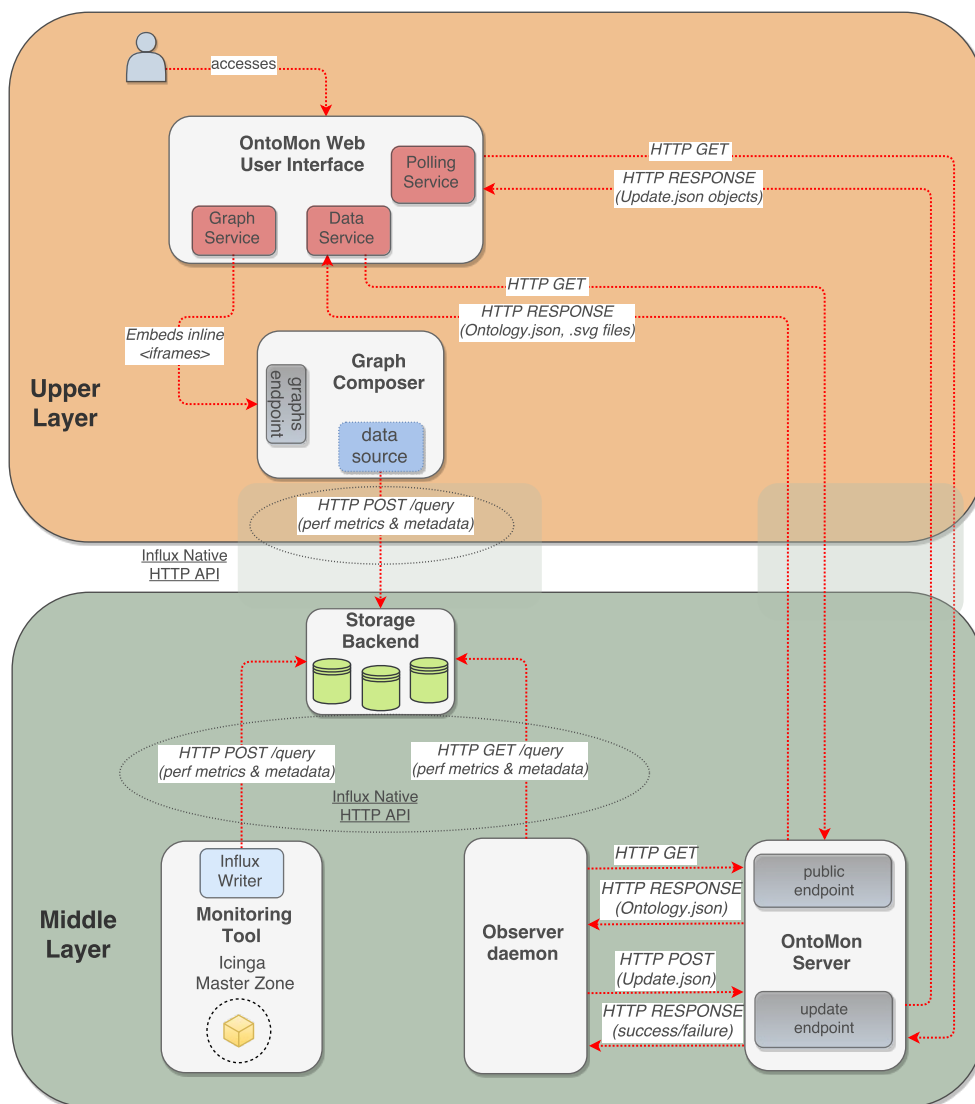 accesses
OntoMon Web
User Interface
Polling
Service
HTTP GET
HTTP RESPONSE
(Update.json objects)
Graph
Service
Data
Service
HTTP GET
HTTP RESPONSE
(Ontology.json, .svg files)
Embeds inline
<iframes>
Graph
Composer
graphs
endpoint
data
source
Upper
Layer
HTTP POST /query
(perf metrics & metadata)
Influx Native
HTTP API
Storage
Backend
HTTP POST /query
(perf metrics & metadata)
HTTP GET /query
(perf metrics & metadata)
Influx Native
HTTP API
Influx
Writer
Monitoring
Tool
Icinga
Master Zone
Middle
Layer
Observer
daemon
HTTP GET
HTTP RESPONSE
(Ontology.json)
HTTP POST
(Update.json)
HTTP RESPONSE
(success/failure)
public
endpoint
OntoMon
Server
update
endpoint